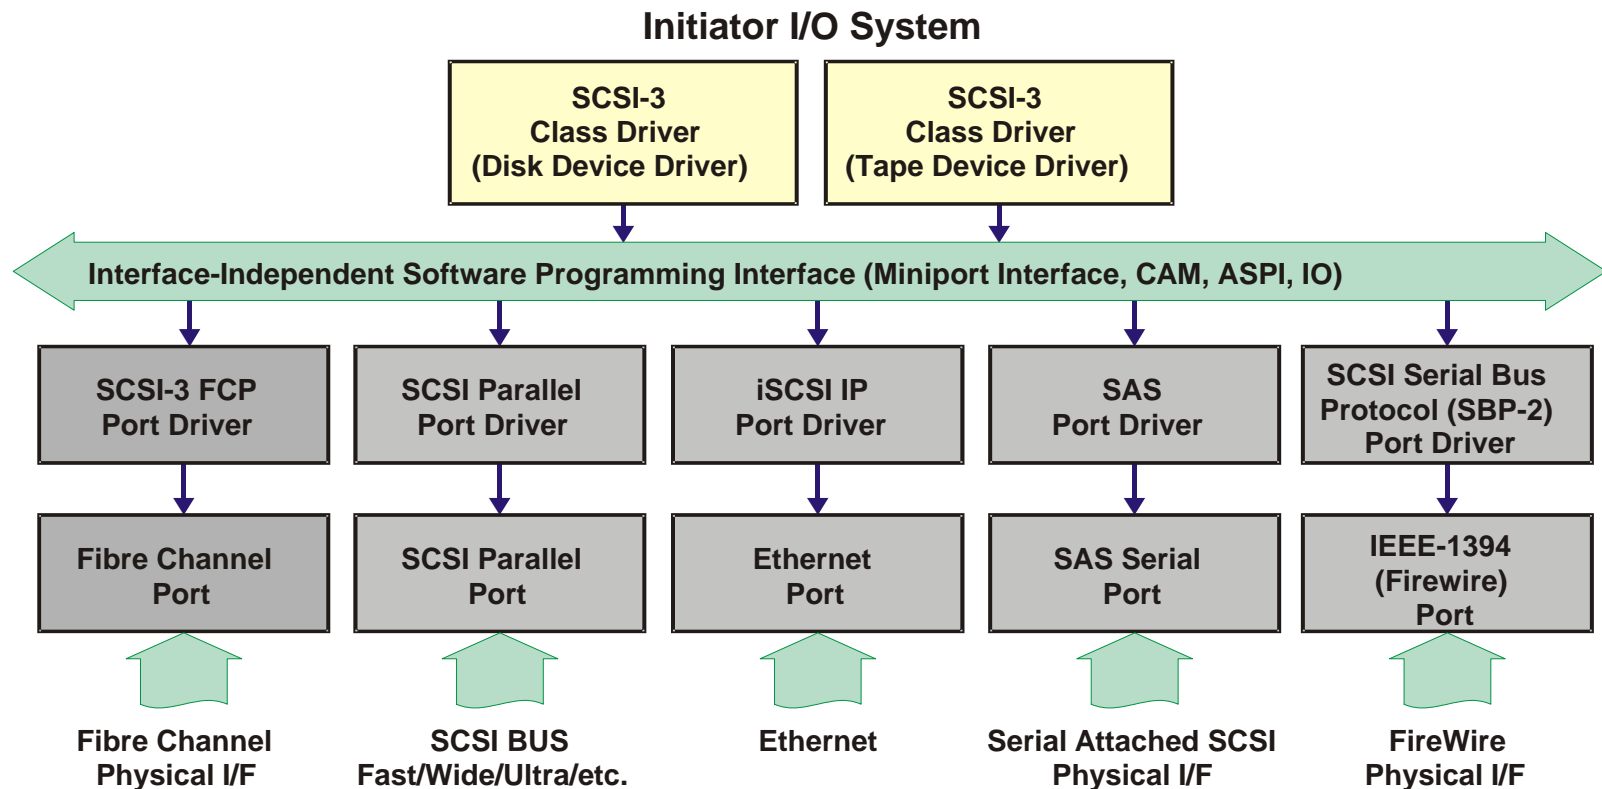 Initiator I/O System
SCSI-3
Class Driver
(Disk Device Driver)
SCSI-3
Class Driver
(Tape Device Driver)
Interface-Independent Software Programming Interface (Miniport Interface, CAM, ASPI, IO)
SCSI-3 FCP
Port Driver
SCSI Parallel
Port Driver
iSCSI IP
Port Driver
SAS
Port Driver
SCSI Serial Bus
Protocol (SBP-2)
Port Driver
Fibre Channel
Port
SCSI Parallel
Port
Ethernet
Port
SAS Serial
Port
IEEE-1394
(Firewire)
Port
Fibre Channel
Physical I/F
SCSI BUS
Fast/Wide/Ultra/etc.
Ethernet
Serial Attached SCSI
Physical I/F
FireWire
Physical I/F